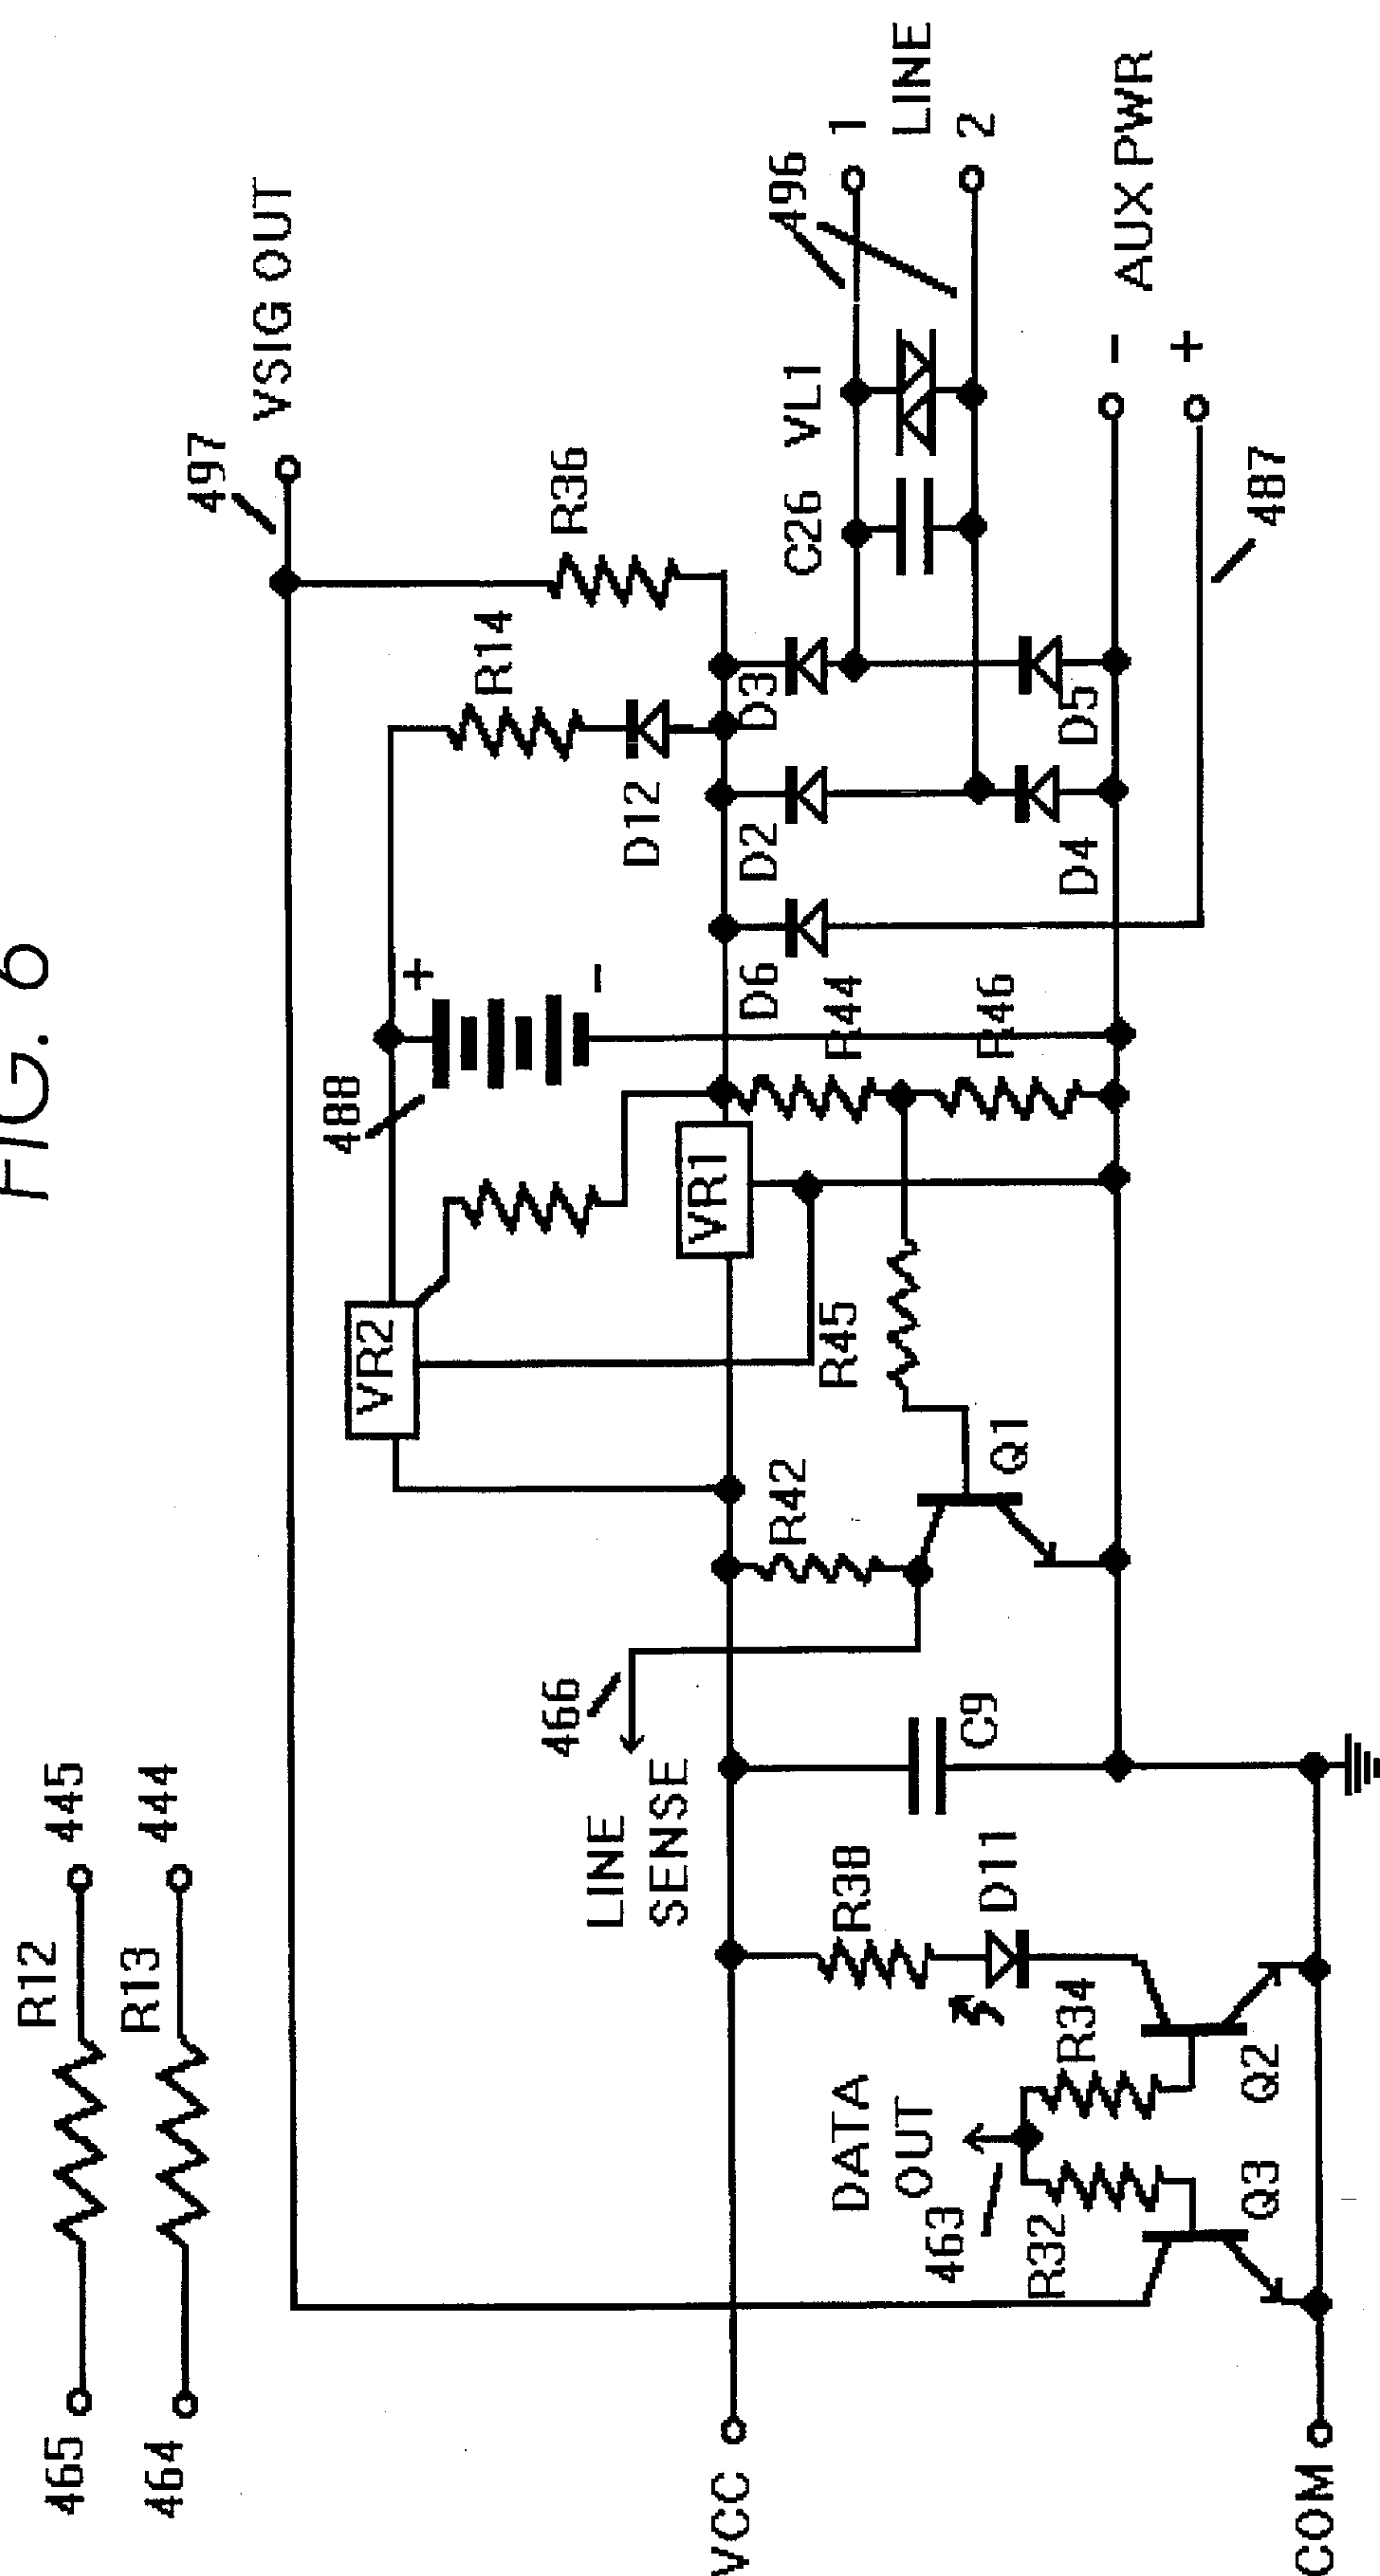 FIG. 6
465
R12
445
464
R13
444
497
VSIG OUT
VR2
488
+
-
R14
D12
R36
466
LINE
SENSE
VR1
D6
D2
D3
R42
R45
R44
R46
Q1
C9
C26
VL1
496
1
LINE
2
D4
D5
-
+
AUX PWR
487
VCC
R38
D11
DATA
OUT
463
R32
R34
Q3
Q2
COM